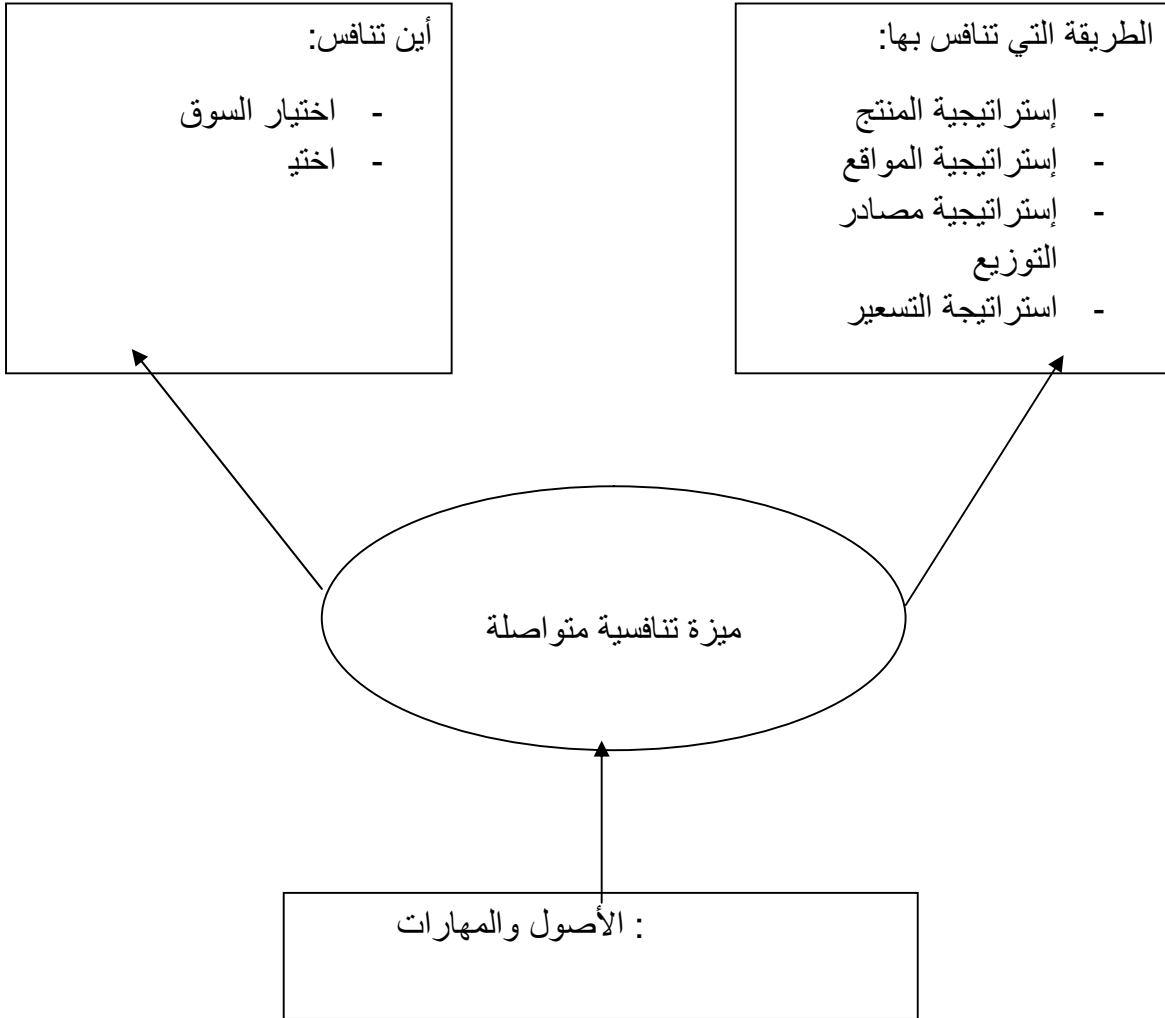 الطريقة التي تنافس بها:
- إستراتيجية المنتج
- إستراتيجية المواقع
- إستراتيجية مصادر
التوزيع
- استراتيجة التسعير
أين تنافس:
- اختيار السوق
- اختيـ
ميزة تنافسية متواصلة
: الأصول والمهارات